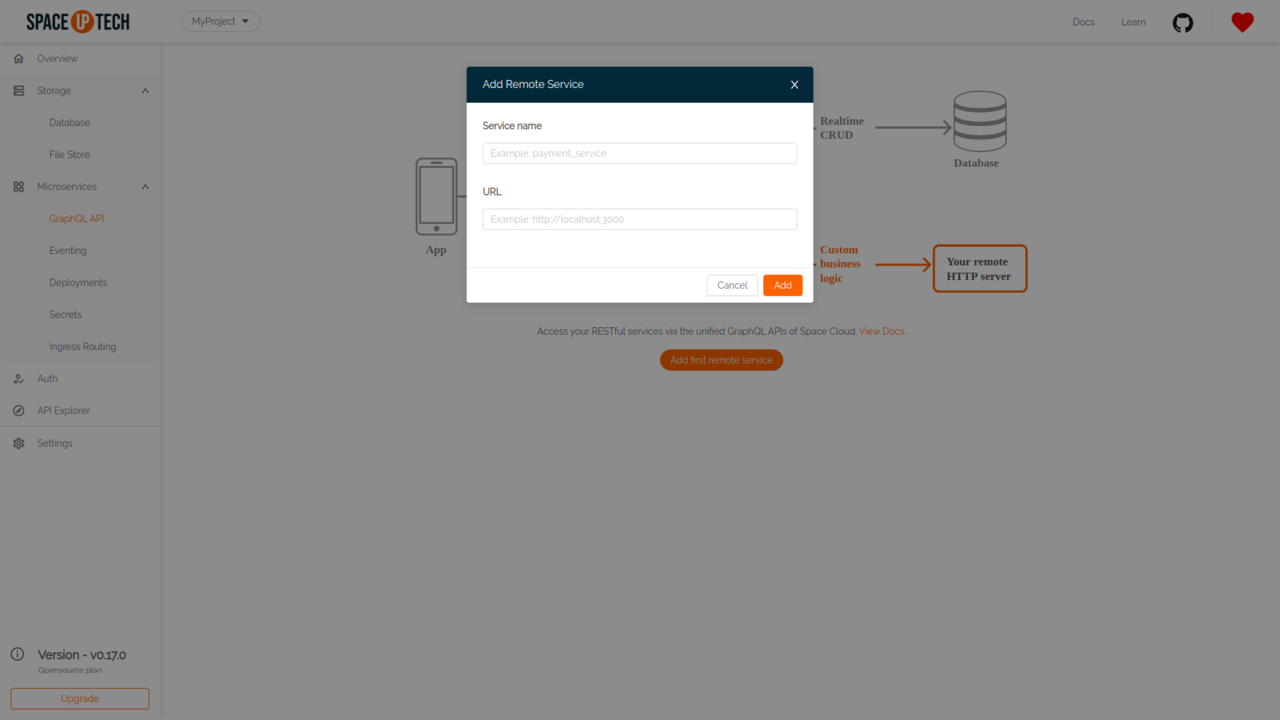 SPACE UP TECH
MyProject
Docs
Learn
Overview
Storage
Database
File Store
Microservices
GraphQL API
Eventing
Deployments
Secrets
Ingress Routing
Auth
API Explorer
Settings
Version - v0.17.0
Opensource plan
Upgrade
Add Remote Service
X
Service name
Example: payment_service
URL
Example: http://localhost:3000
Cancel
Add
App
Realtime
CRUD
Database
Custom
business
logic
Your remote
HTTP server
Access your RESTful services via the unified GraphQL APIs of Space Cloud. View Docs.
Add first remote service